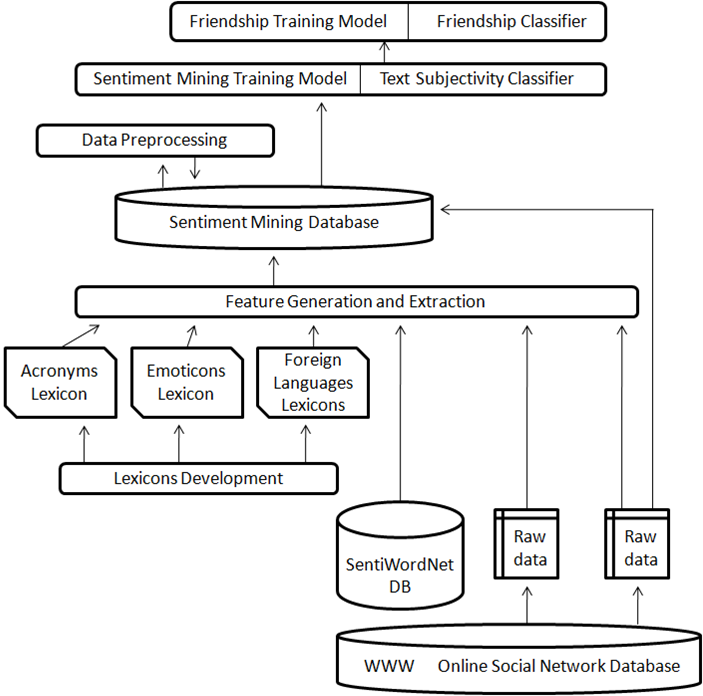 Friendship Training Model Friendship Classifier
Sentiment Mining Training Model Text Subjectivity Classifier
Data Preprocessing
Sentiment Mining Database
Feature Generation and Extraction
Acronyms
Lexicon
Emoticons
Lexicon
Foreign
Languages
Lexicons
Lexicons Development
SentiWordNet
DB
Raw
data
Raw
data
WWW Online Social Network Database